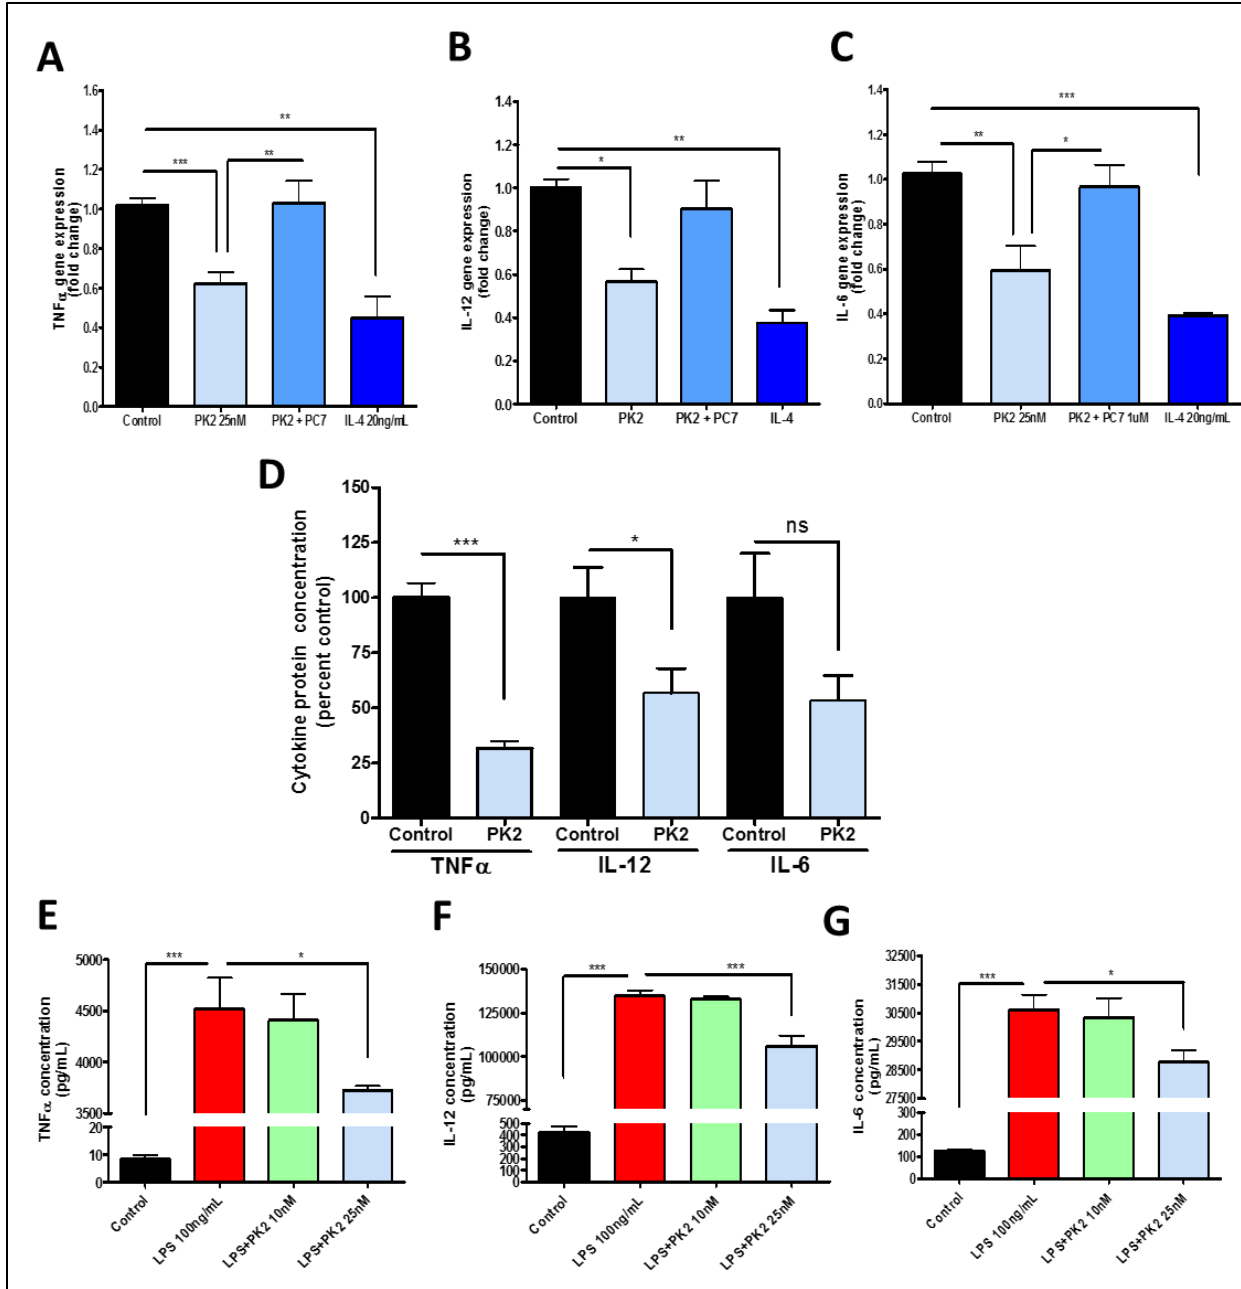 A
TNFα gene expression
(fold change)
1.6
1.4
1.2
1.0
0.8
0.6
0.4
0.2
0.0
**
***
**
Control
PK2 25nM
PK2 + PC7
IL-4 20ng/mL
B
IL-12 gene expression
(fold change)
1.4
1.2
1.0
0.8
0.6
0.4
0.2
0.0
**
*
Control
PK2
PK2 + PC7
IL-4
C
IL-6 gene expression
(fold change)
1.4
1.2
1.0
0.8
0.6
0.4
0.2
0.0
***
**
*
Control
PK2 25nM
PK2 + PC7 1uM
IL-4 20ng/mL
D
Cytokine protein concentration
(percent control)
150
125
100
75
50
25
0
***
*
ns
Control
PK2
Control
PK2
Control
PK2
TNFα
IL-12
IL-6
E
TNFα concentration
(pg/mL)
5000
4500
4000
3500
20
10
0
***
*
Control
LPS 100ng/mL
LPS+PK2 10nM
LPS+PK2 25nM
F
IL-12 concentration
(pg/mL)
150000
125000
100000
75000
500
400
300
200
100
0
***
***
Control
LPS 100ng/mL
LPS+PK2 10nM
LPS+PK2 25nM
G
IL-6 concentration
(pg/mL)
32500
31500
30500
29500
28500
27500
300
200
100
0
***
*
Control
LPS 100ng/mL
LPS+PK2 10nM
LPS+PK2 25nM